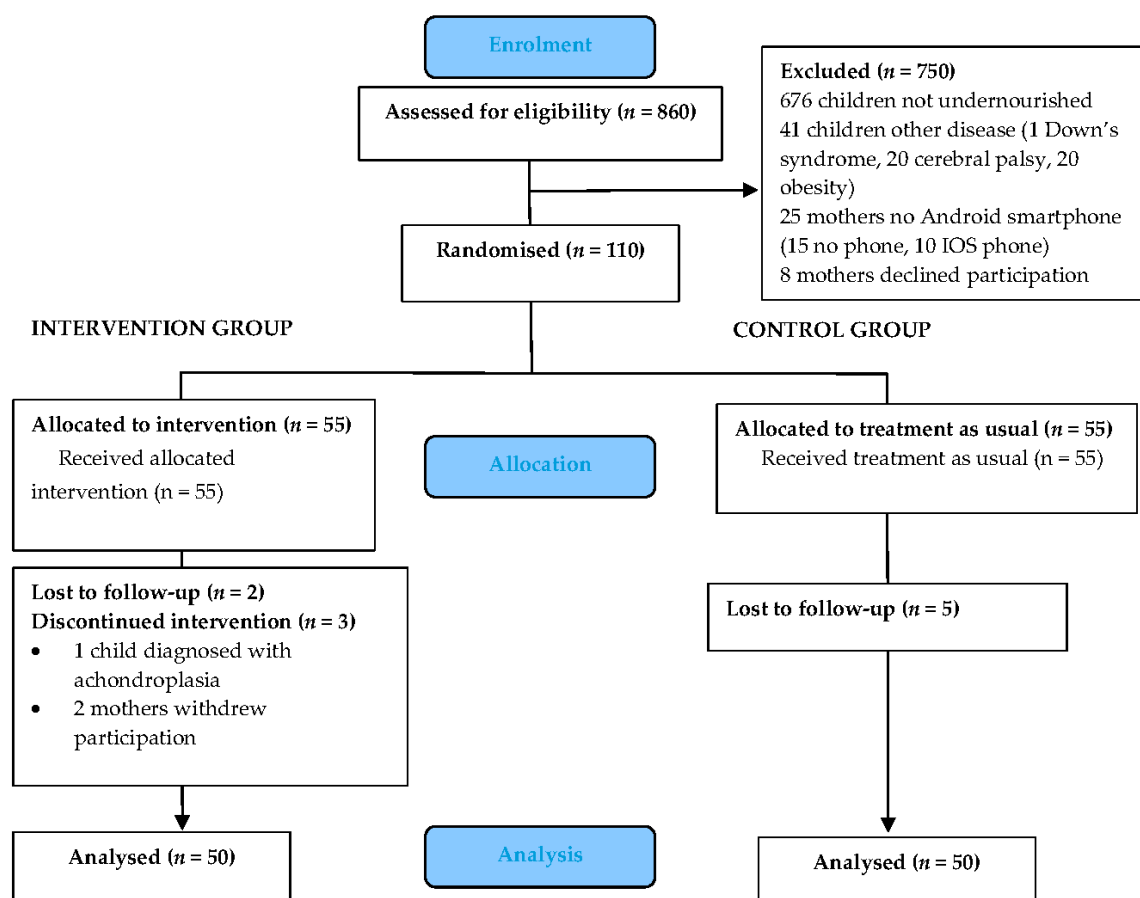 Enrolment
Assessed for eligibility (n = 860)
Excluded (n = 750)
676 children not undernourished
41 children other disease (1 Down's
syndrome, 20 cerebral palsy, 20
obesity)
25 mothers no Android smartphone
(15 no phone, 10 IOS phone)
8 mothers declined participation
Randomised (n = 110)
INTERVENTION GROUP
CONTROL GROUP
Allocated to intervention (n = 55)
Received allocated
intervention (n = 55)
Allocation
Allocated to treatment as usual (n = 55)
Received treatment as usual (n = 55)
Lost to follow-up (n = 2)
Discontinued intervention (n = 3)
• 1 child diagnosed with
achondroplasia
• 2 mothers withdrew
participation
Lost to follow-up (n = 5)
Analysed (n = 50)
Analysis
Analysed (n = 50)